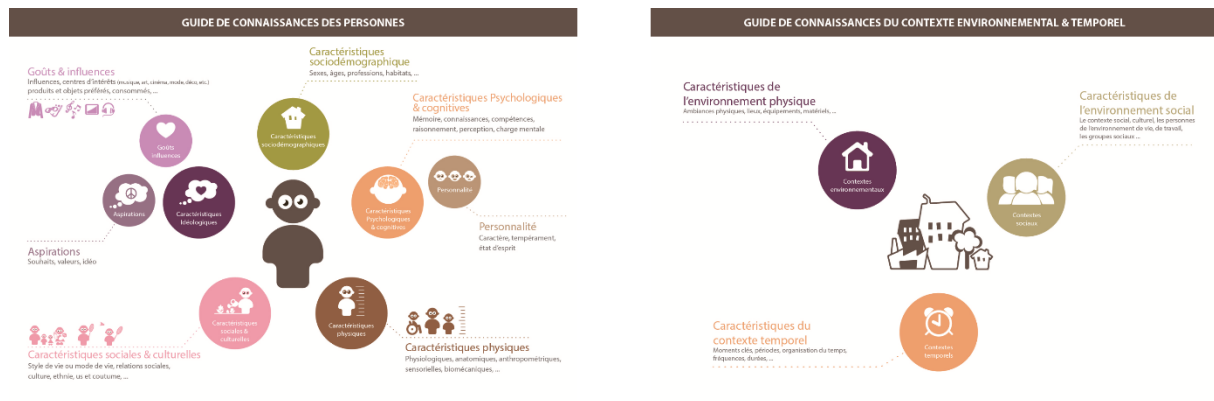 GUIDE DE CONNAISSANCES DES PERSONNES
Caractéristiques
sociodémographique
Sexes, âges, professions, habitats, ...
Goûts & influences
Influences, centres d'intérêts (musique, art, cinéma, mode, déco, etc.)
produits et objets préférés, consommés, ...
Caractéristiques Psychologiques
& cognitives
Mémoire, connaissances, compétences,
raisonnement, perception, charge mentale
Caractéristiques
sociodémographiques
Goûts
influences
Aspirations
Caractéristiques
Idéologiques
Caractéristiques
Psychologiques
& cognitives
Personnalité
Personnalité
Caractère, tempérament,
état d'esprit
Aspirations
Souhaits, valeurs, idéo
Caractéristiques
sociales &
culturelles
Caractéristiques
physiques
Caractéristiques sociales & culturelles
Style de vie ou mode de vie, relations sociales,
culture, ethnie, us et coutume, ...
Caractéristiques physiques
Physiologiques, anatomiques, anthropométriques,
sensorielles, biomécaniques, ...
GUIDE DE CONNAISSANCES DU CONTEXTE ENVIRONNEMENTAL & TEMPOREL
Caractéristiques de
l'environnement physique
Ambiances physiques, lieux, équipements, matériels, ...
Caractéristiques de
l'environnement social
Le contexte social, culturel, les personnes
de l'environnement de vie, de travail,
les groupes sociaux ...
Contextes
environnementaux
Contextes
sociaux
Caractéristiques du
contexte temporel
Moments clés, périodes, organisation du temps,
fréquences, durées, ...
Contextes
temporels